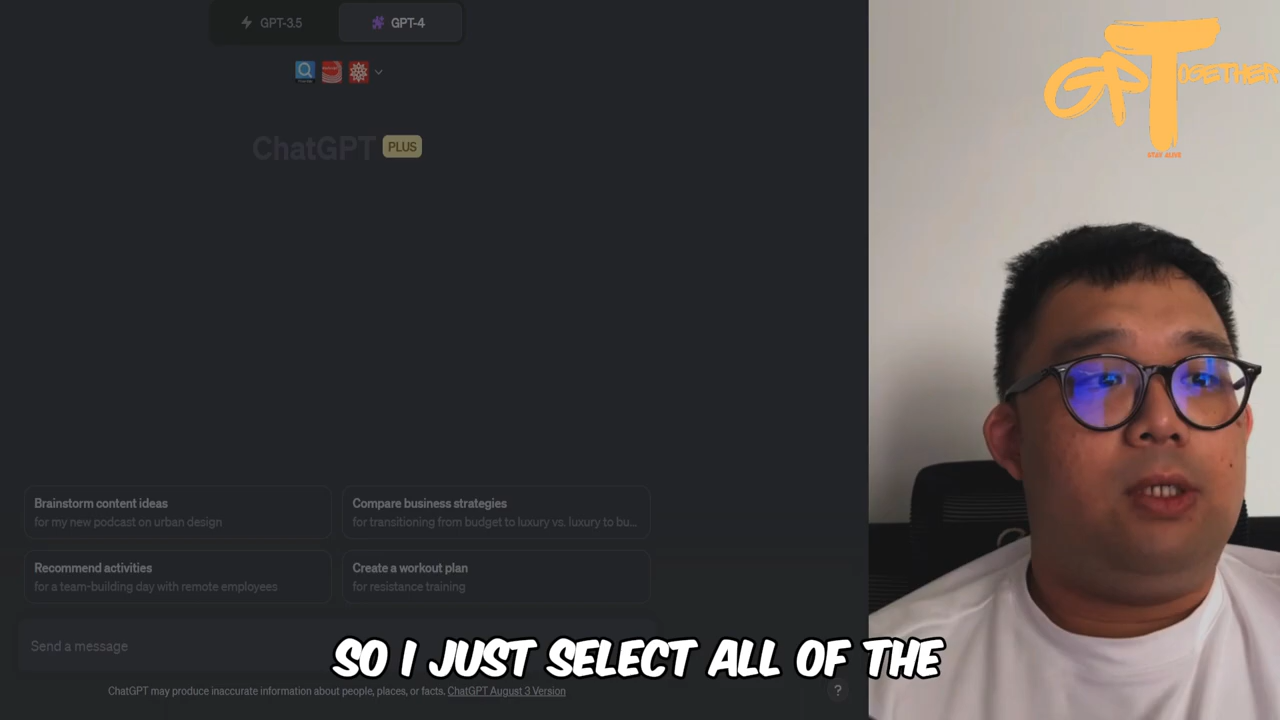 GPT-3.5
GPT-4
GPTOGETHER
STAY ALIVE
ChatGPT PLUS
Brainstorm content ideas
for my new podcast on urban design
Compare business strategies
for transitioning from budget to luxury vs. luxury to bu...
Recommend activities
for a team-building day with remote employees
Create a workout plan
for resistance training
Send a message
SO I JUST SELECT ALL OF THE
ChatGPT may produce inaccurate information about people, places, or facts. ChatGPT August 3 Version
?